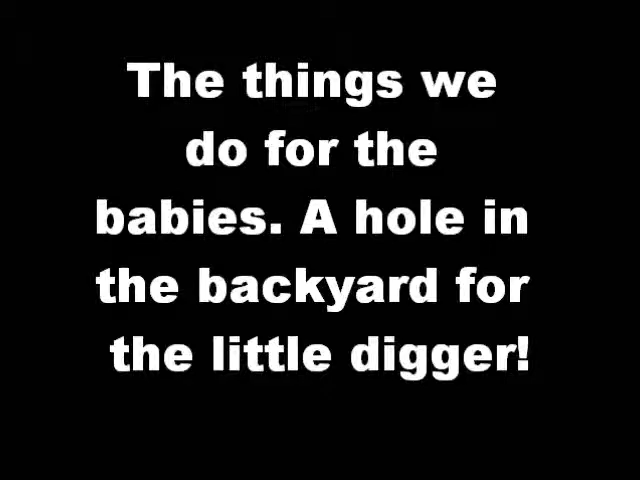 The things we
do for the
babies. A hole in
the backyard for
the little digger!